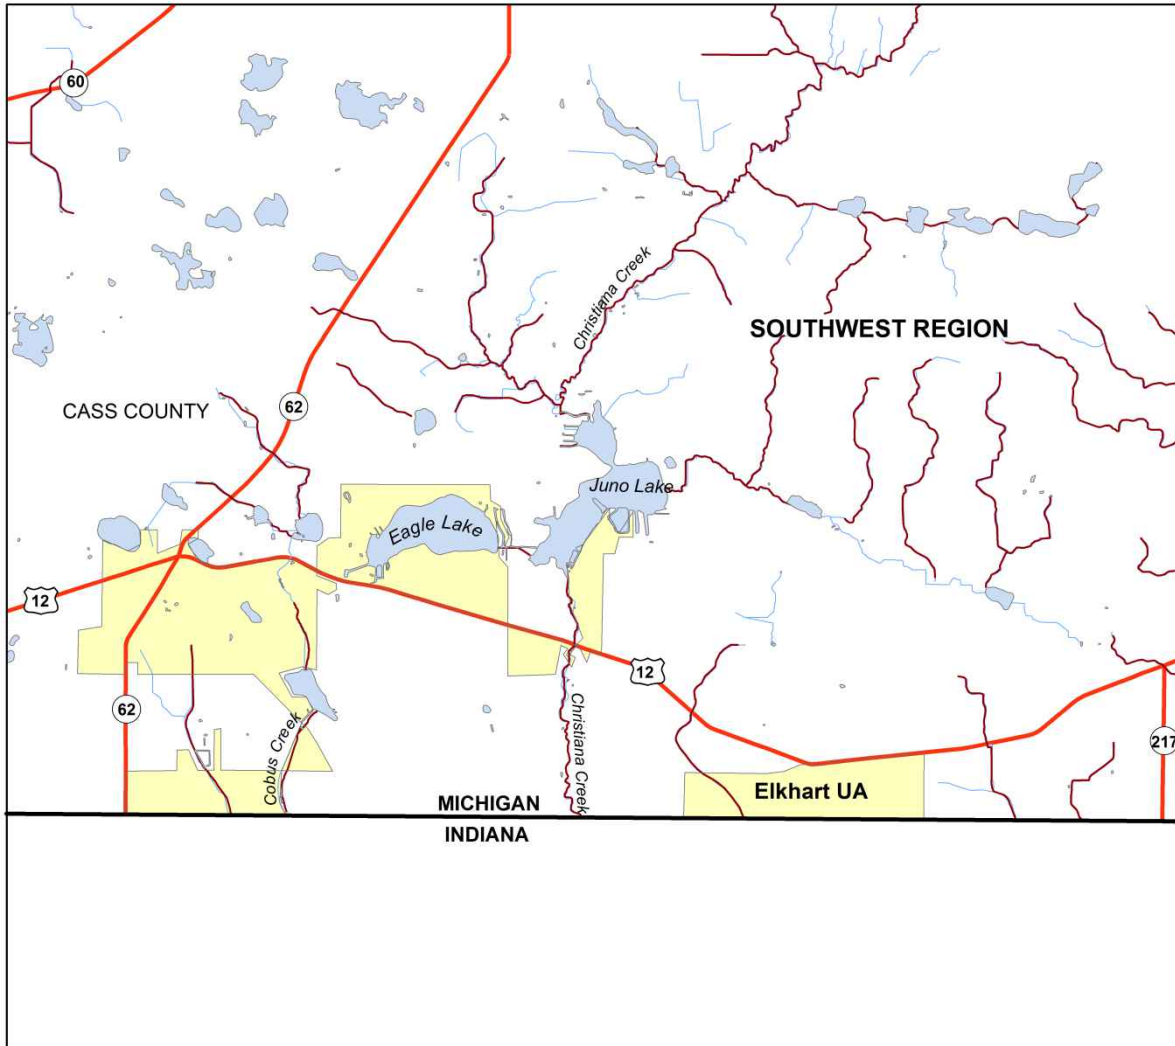 60
Christiana Creek
SOUTHWEST REGION
CASS COUNTY
62
Juno Lake
Eagle Lake
12
12
62
Cobus Creek
Christiana Creek
217
Elkhart UA
MICHIGAN
INDIANA